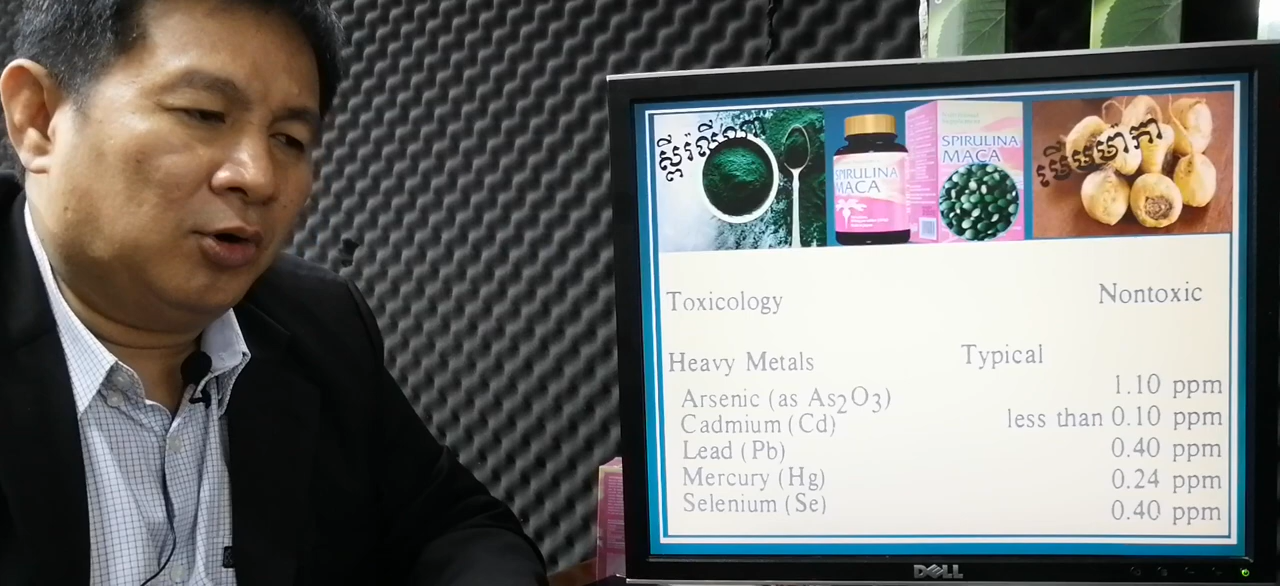 ស្ពីរូលីណា
SPIRULINA
MACA
SPIRULINA
MACA
មើមម៉ាកា
Toxicology Nontoxic
Heavy Metals Typical
Arsenic (as As2O3) 1.10 ppm
Cadmium (Cd) less than 0.10 ppm
Lead (Pb) 0.40 ppm
Mercury (Hg) 0.24 ppm
Selenium (Se) 0.40 ppm
DELL